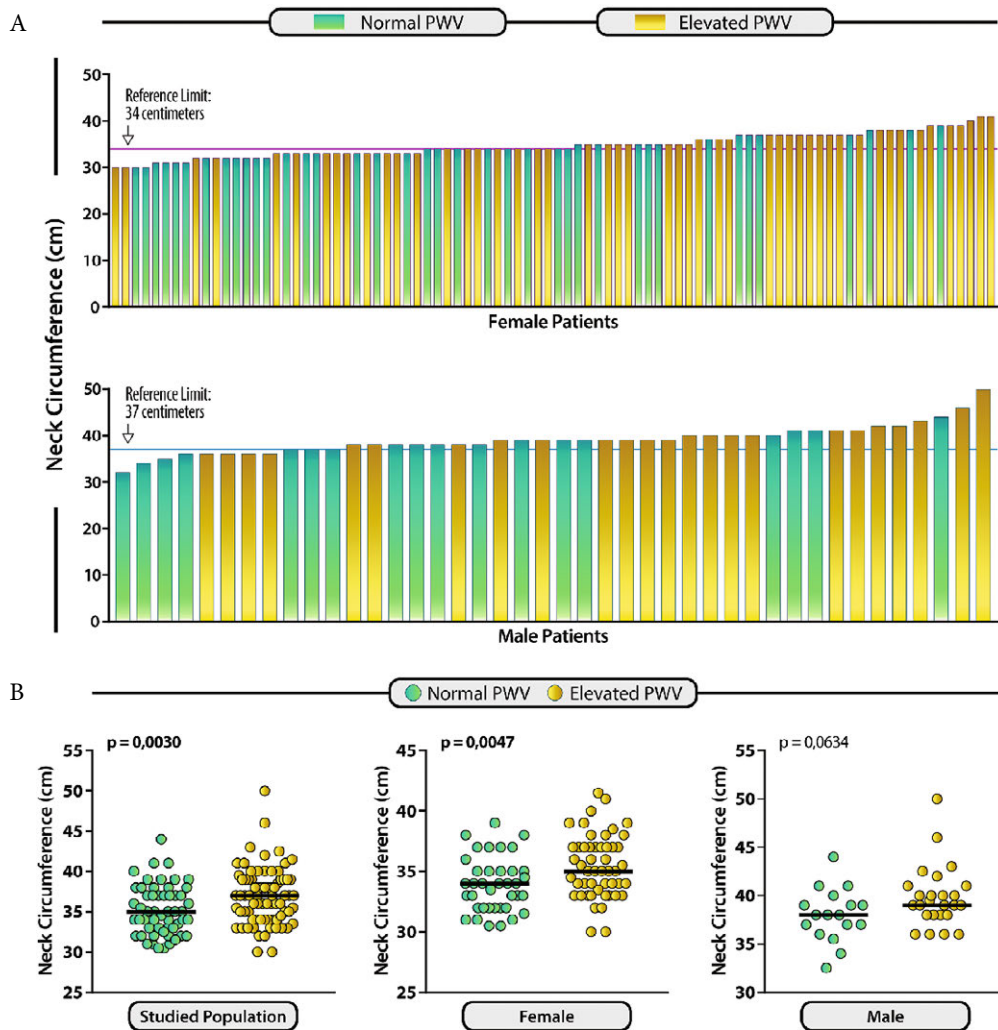 A
Normal PWV
Elevated PWV
Neck Circumference (cm)
50
40
30
20
10
0
Reference Limit:
34 centimeters
Female Patients
50
40
30
20
10
0
Reference Limit:
37 centimeters
Male Patients
B
Normal PWV
Elevated PWV
Neck Circumference (cm)
55
50
45
40
35
30
25
p = 0,0030
Studied Population
Neck Circumference (cm)
45
40
35
30
25
p = 0,0047
Female
Neck Circumference (cm)
55
50
45
40
35
30
p = 0,0634
Male